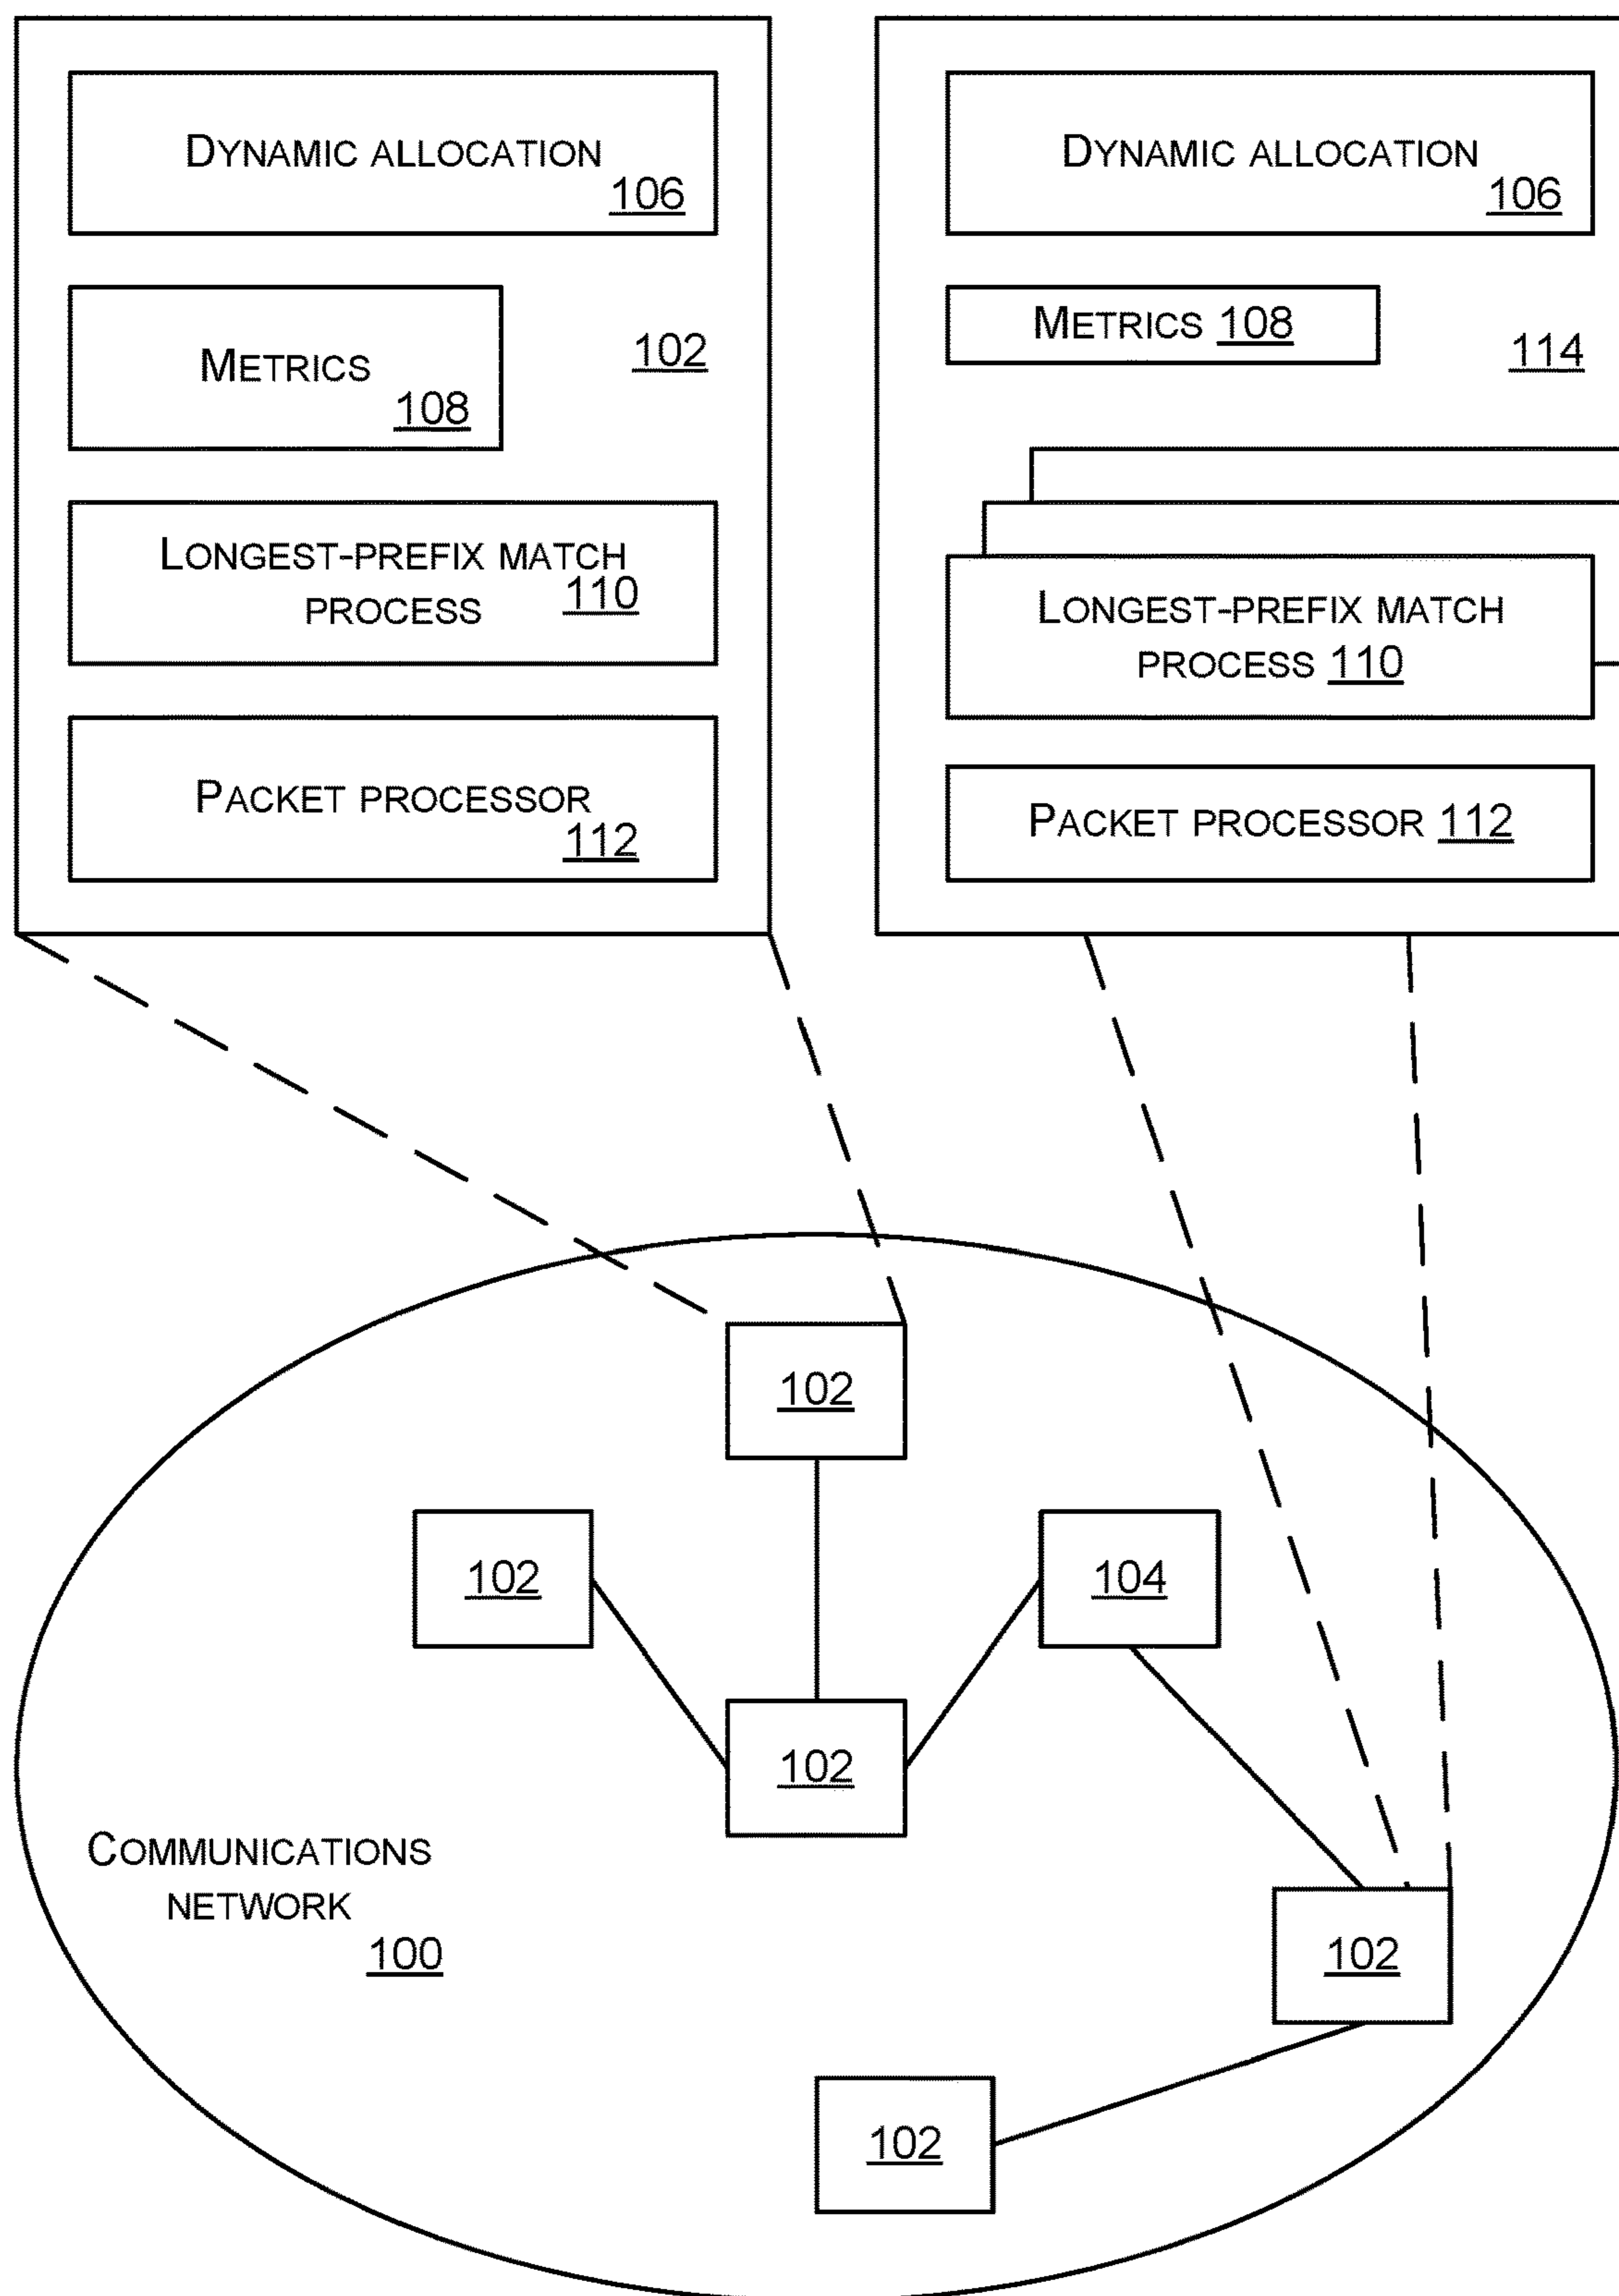 DYNAMIC ALLOCATION
106
METRICS
108
102
LONGEST-PREFIX MATCH
PROCESS 110
PACKET PROCESSOR
112
DYNAMIC ALLOCATION
106
METRICS 108
114
LONGEST-PREFIX MATCH
PROCESS 110
PACKET PROCESSOR 112
102
102
104
102
COMMUNICATIONS
NETWORK
100
102
102